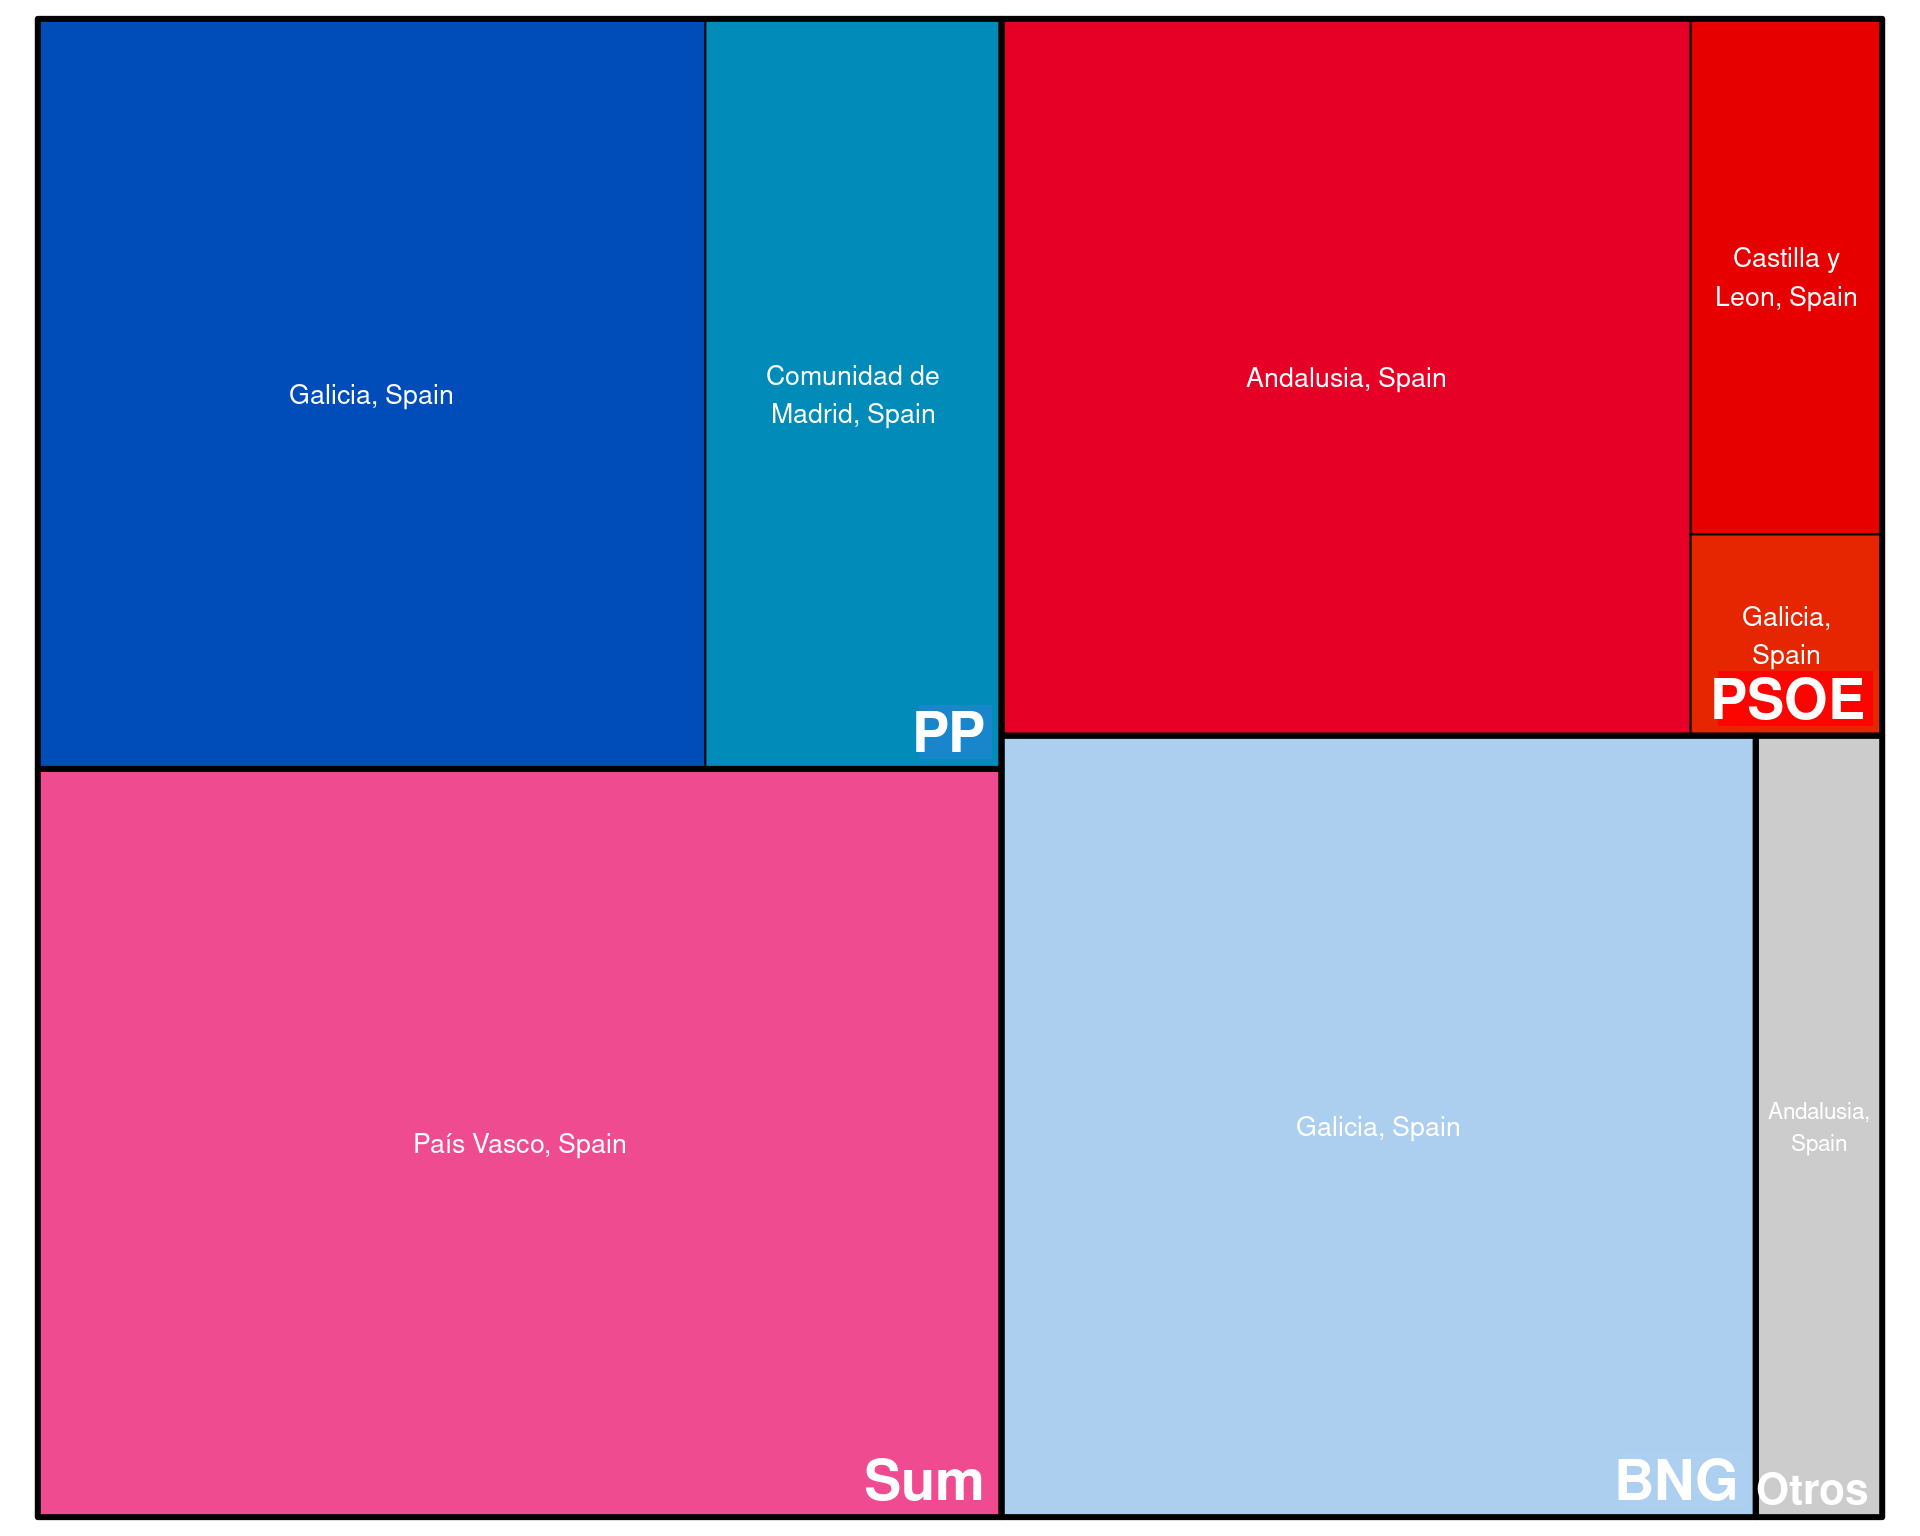 Galicia, Spain
Comunidad de
Madrid, Spain
PP
Andalusia, Spain
Castilla y
Leon, Spain
Galicia,
Spain
PSOE
País Vasco, Spain
Sum
Galicia, Spain
BNG
Andalusia,
Spain
Otros